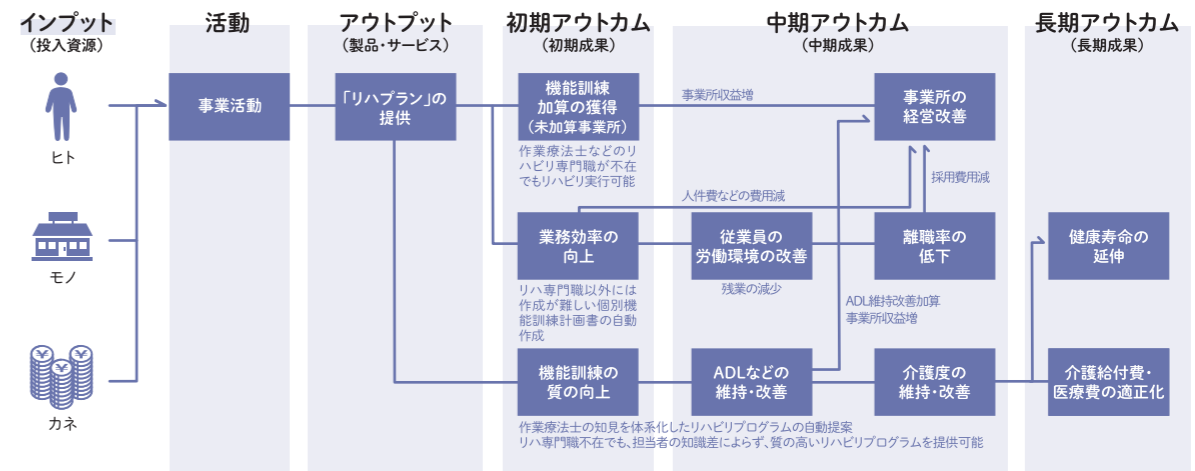 インプット
（投入資源）
活動
アウトプット
（製品・サービス）
初期アウトカム
（初期成果）
中期アウトカム
（中期成果）
長期アウトカム
（長期成果）
ヒト
モノ
カネ
事業活動
「リハプラン」の
提供
機能訓練
加算の獲得
（未加算事業所）
作業療法士などのリ
ハビリ専門職が不在
でもリハビリ実行可能
事業所収益増
事業所の
経営改善
人件費などの費用減
採用費用減
業務効率の
向上
リハ専門職以外には
作成が難しい個別機
能訓練計画書の自動
作成
従業員の
労働環境の改善
残業の減少
離職率の
低下
ADL維持改善加算
事業所収益増
健康寿命の
延伸
機能訓練の
質の向上
ADLなどの
維持・改善
介護度の
維持・改善
介護給付費・
医療費の適正化
作業療法士の知見を体系化したリハビリプログラムの自動提案
リハ専門職不在でも、担当者の知識差によらず、質の高いリハビリプログラムを提供可能
¥
¥
¥